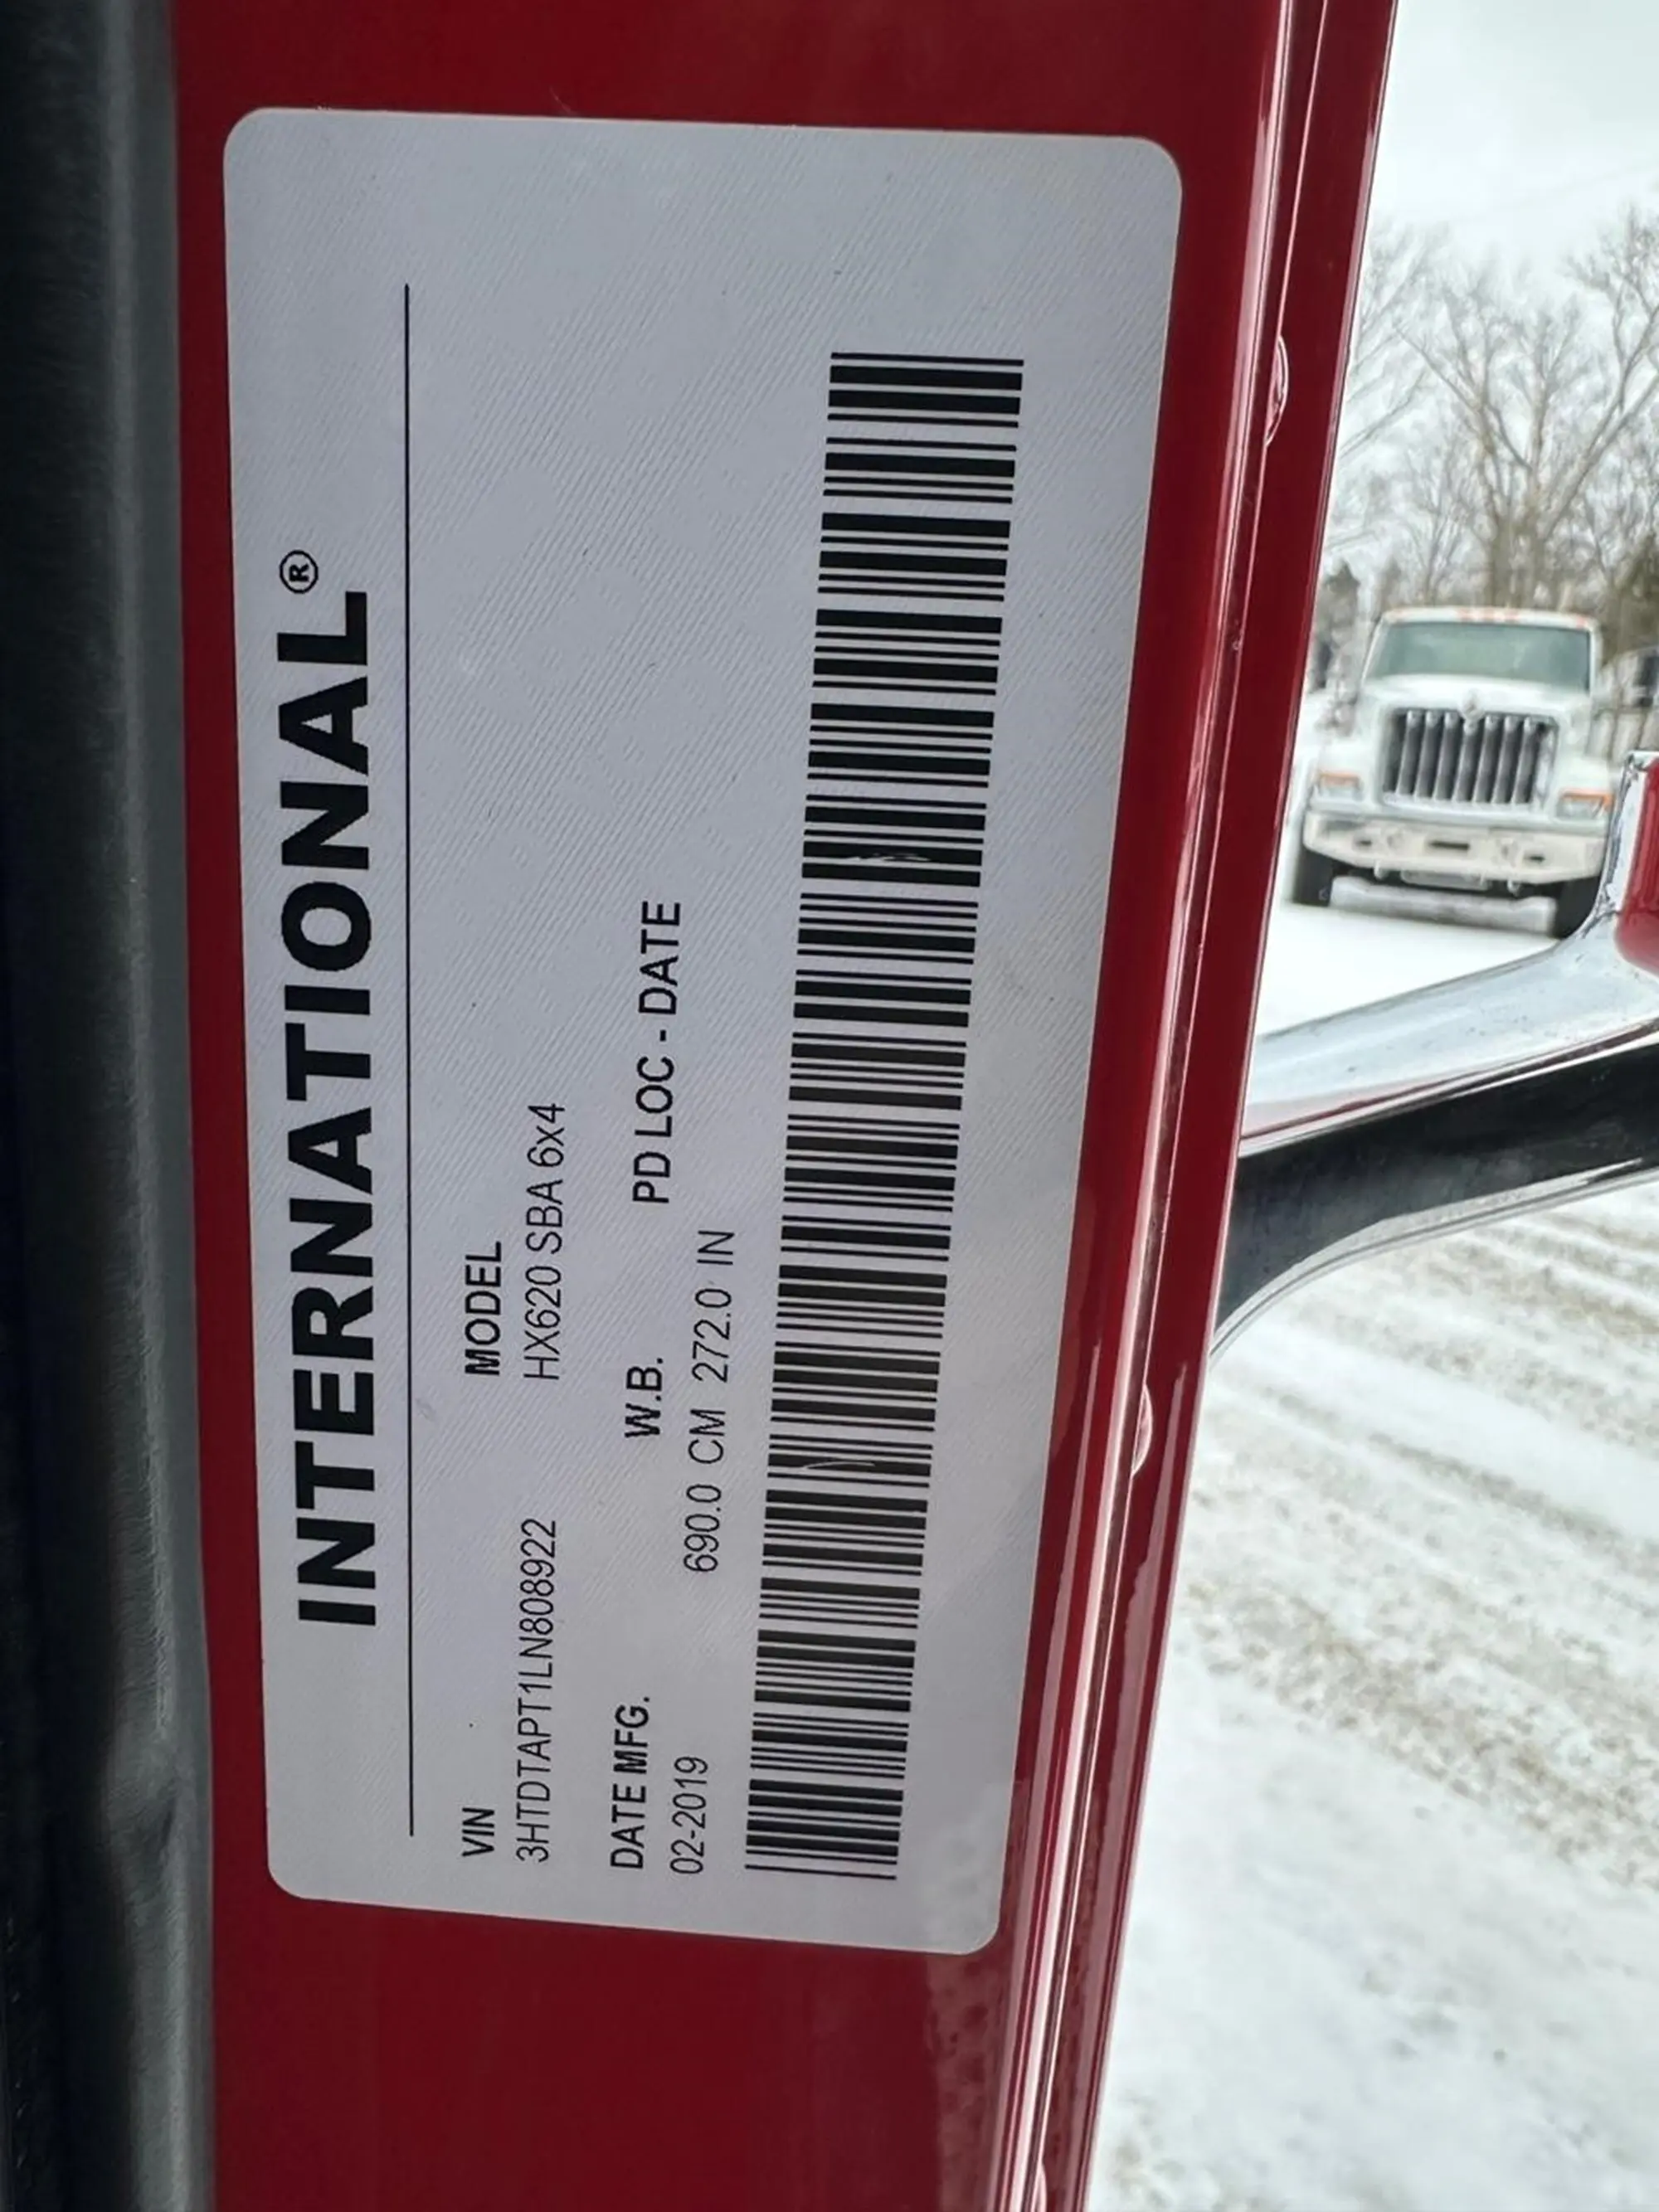 INTERNATIONAL®
VIN MODEL
3HTDTAPT1LN808922 HX620 SBA 6x4
DATE MFG. W.B. PD LOC - DATE
02-2019 690.0 CM 272.0 IN